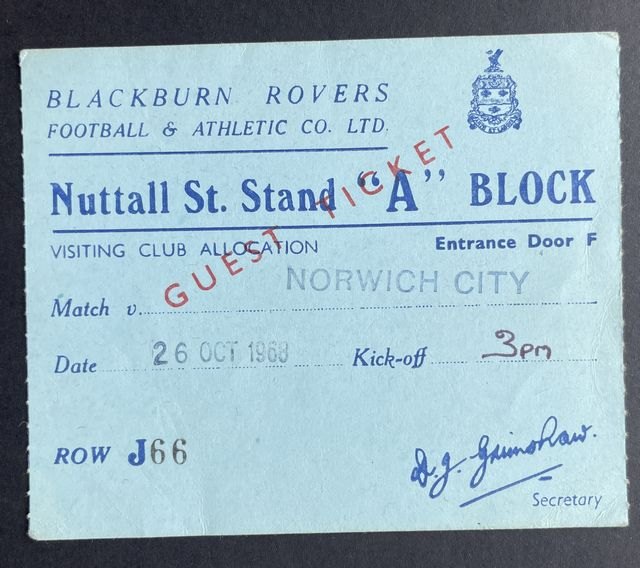 BLACKBURN ROVERS
FOOTBALL & ATHLETIC CO. LTD.
Nuttall St. Stand "A" BLOCK
GUEST TICKET
VISITING CLUB ALLOCATION Entrance Door F
NORWICH CITY
Match v.
Date 26 OCT 1968 Kick-off 3pm
ROW J66
D. J. Grimshaw.
Secretary